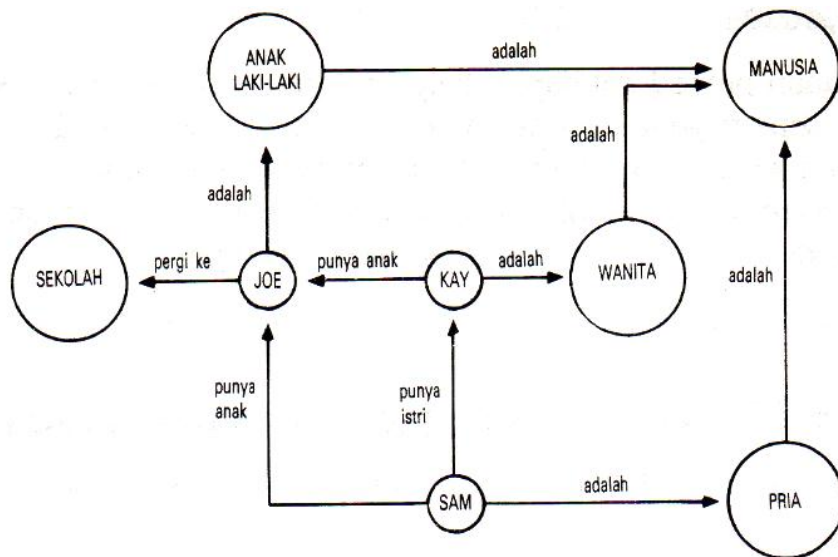 ANAK
LAKI-LAKI
adalah
MANUSIA
adalah
adalah
SEKOLAH
pergi ke
JOE
punya anak
KAY
adalah
WANITA
adalah
punya
anak
punya
istri
SAM
adalah
PRIA